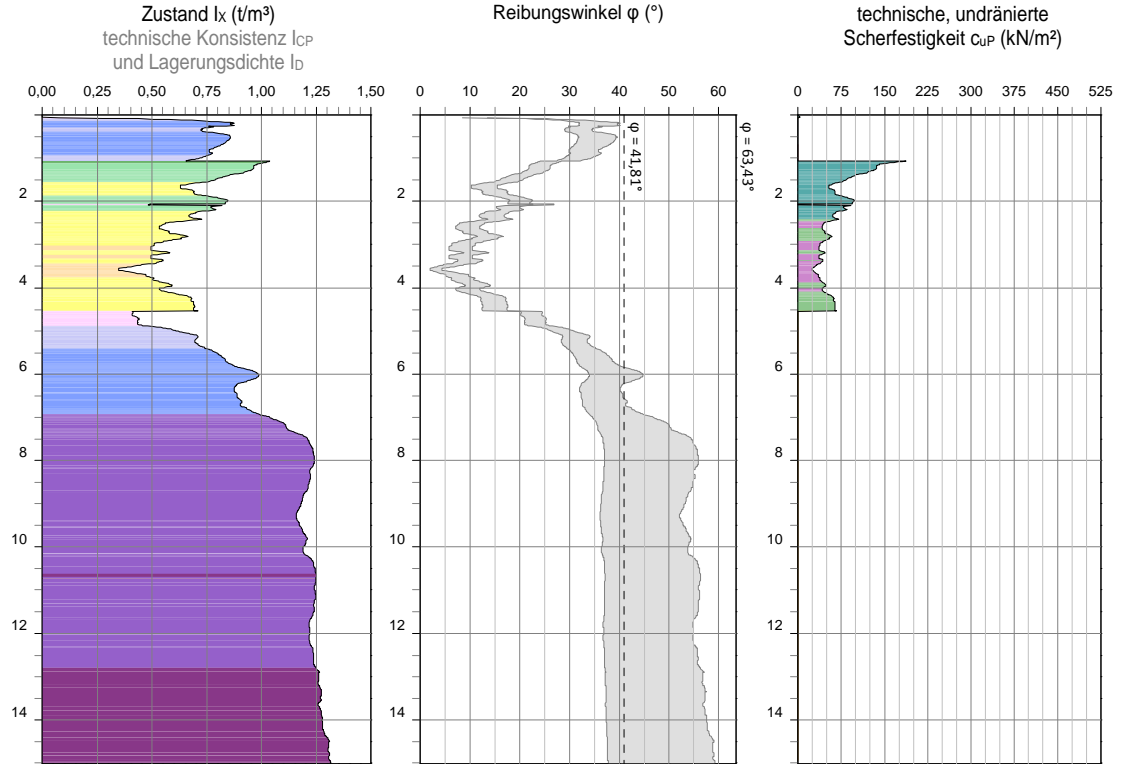 Zustand Iₓ (t/m³)
technische Konsistenz ICP
und Lagerungsdichte ID
0,00 0,25 0,50 0,75 1,00 1,25 1,50
2
4
6
8
10
12
14
Reibungswinkel φ (°)
0 10 20 30 40 50 60
φ = 41,81°
φ = 63,43°
2
4
6
8
10
12
14
technische, undränierte
Scherfestigkeit cuP (kN/m²)
0 75 150 225 300 375 450 525
2
4
6
8
10
12
14